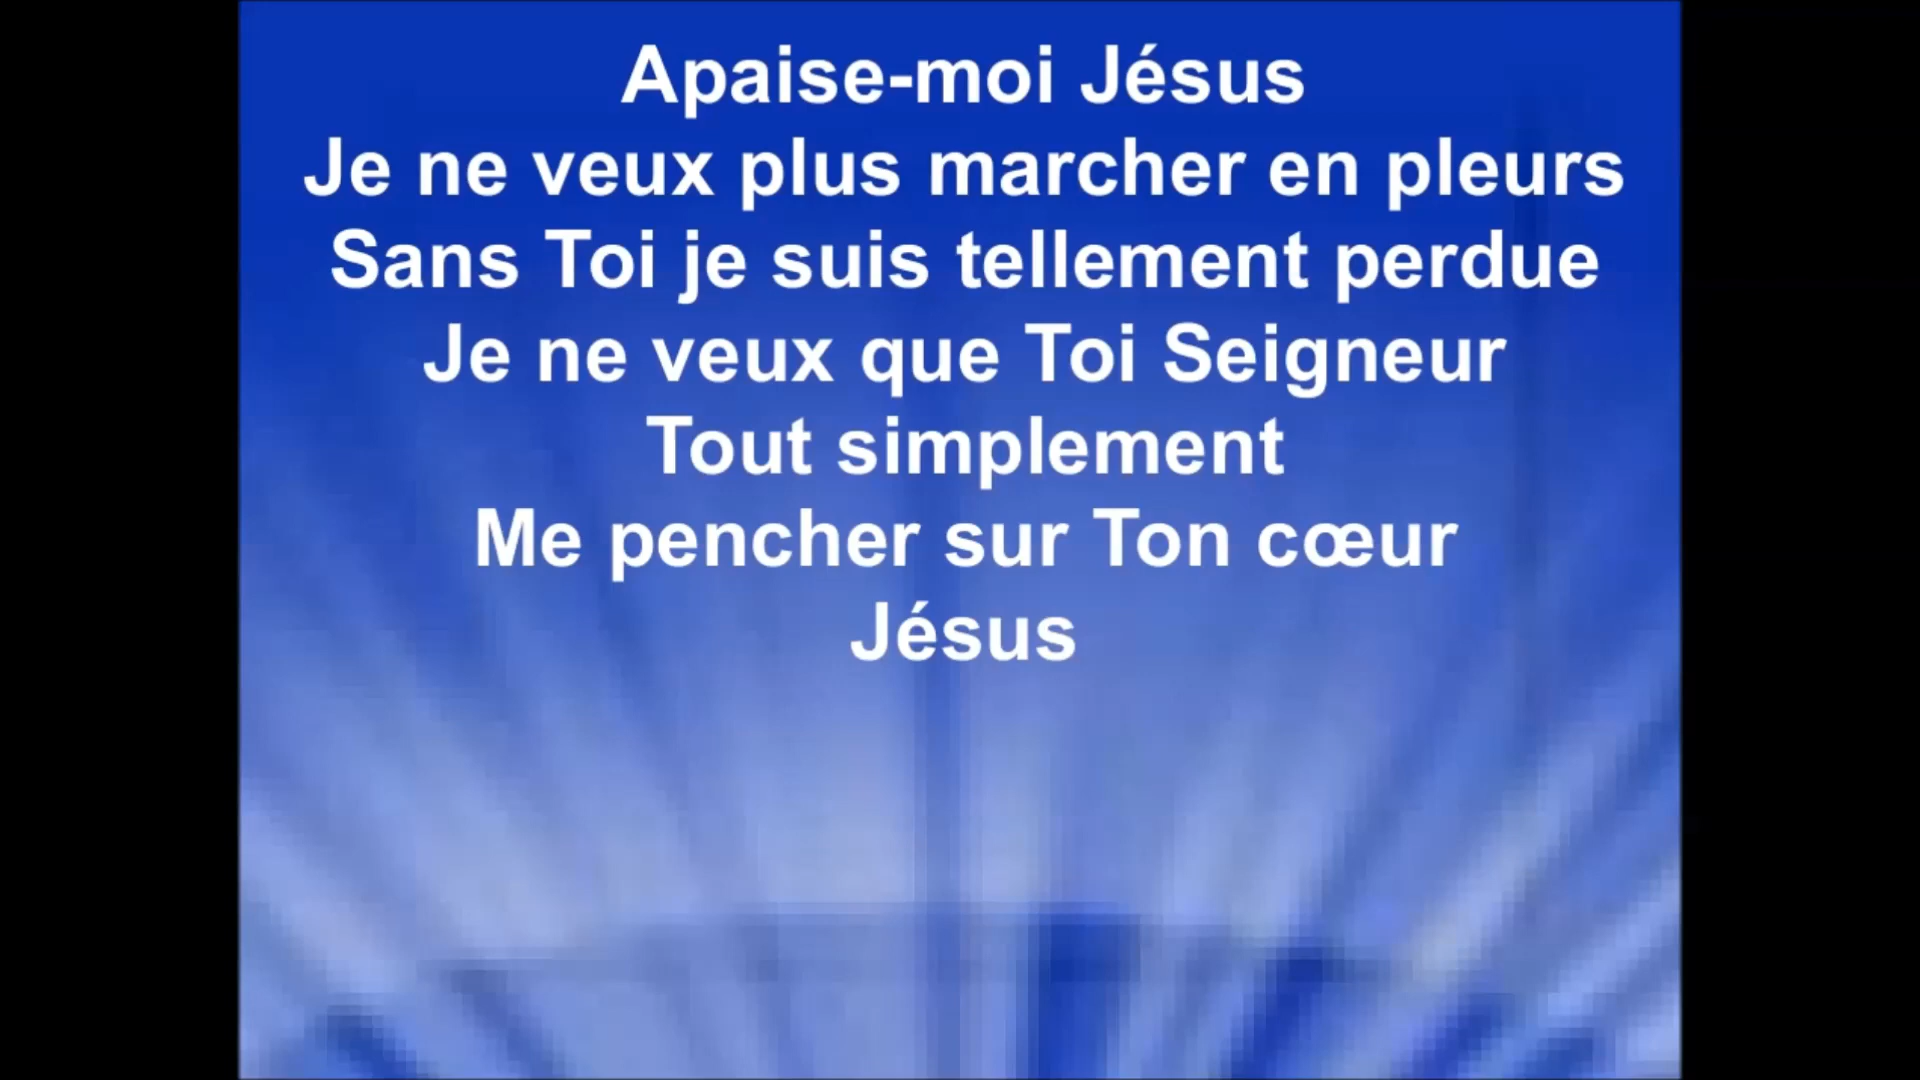 Apaise-moi Jésus
Je ne veux plus marcher en pleurs
Sans Toi je suis tellement perdue
Je ne veux que Toi Seigneur
Tout simplement
Me pencher sur Ton cœur
Jésus